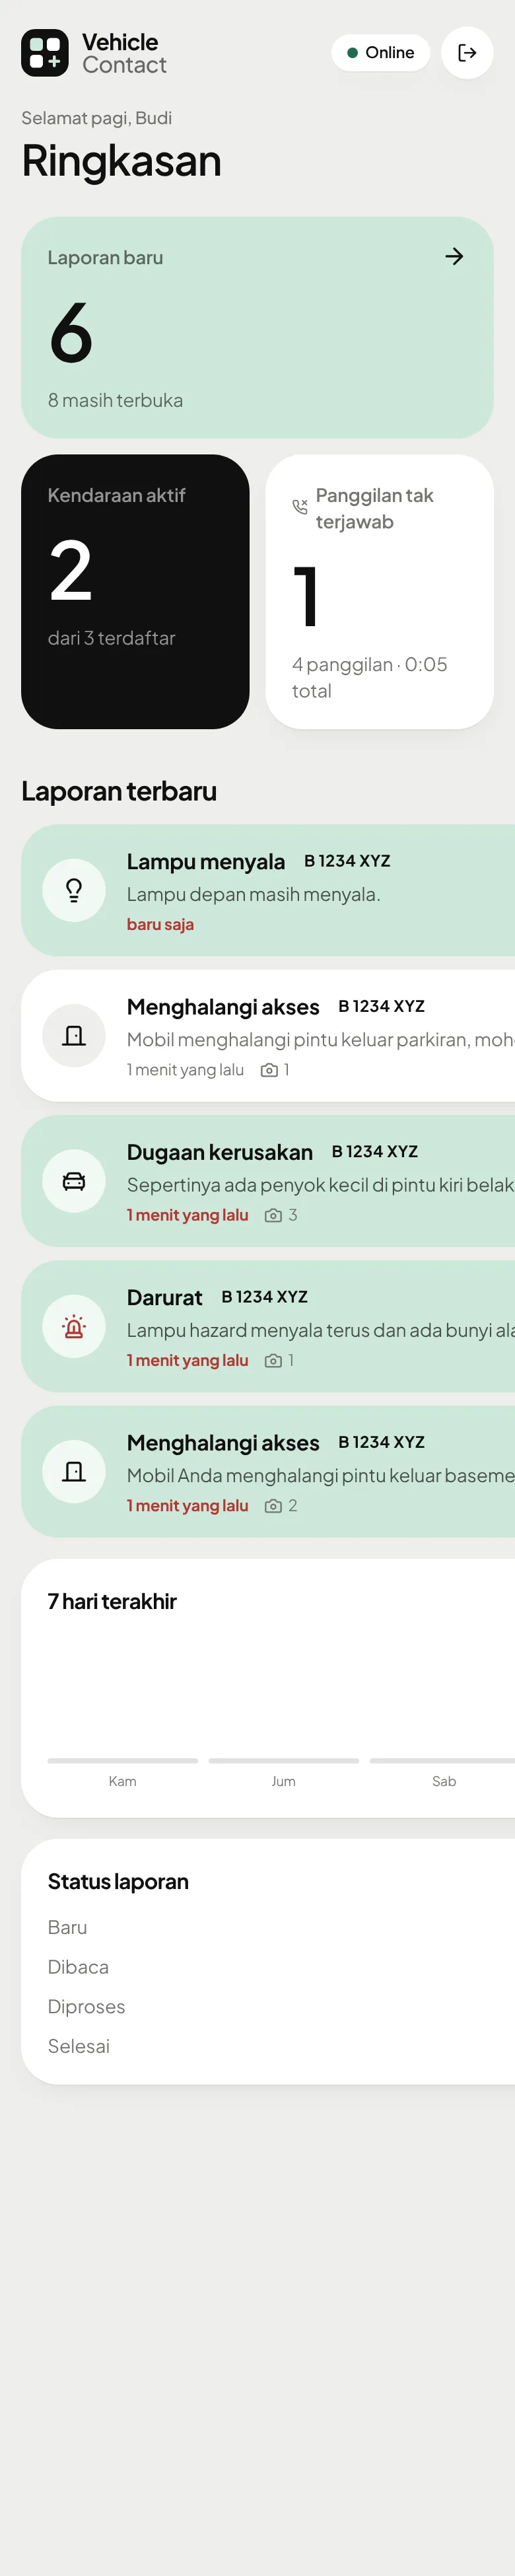 Vehicle
Contact
Online
Selamat pagi, Budi
Ringkasan
Laporan baru
6
8 masih terbuka
Kendaraan aktif
2
dari 3 terdaftar
Panggilan tak
terjawab
1
4 panggilan · 0:05
total
Laporan terbaru
Lampu menyala B 1234 XYZ
Lampu depan masih menyala.
baru saja
Menghalangi akses B 1234 XYZ
Mobil menghalangi pintu keluar parkiran, moh
1 menit yang lalu 1
Dugaan kerusakan B 1234 XYZ
Sepertinya ada penyok kecil di pintu kiri belak
1 menit yang lalu 3
Darurat B 1234 XYZ
Lampu hazard menyala terus dan ada bunyi ala
1 menit yang lalu 1
Menghalangi akses B 1234 XYZ
Mobil Anda menghalangi pintu keluar baseme
1 menit yang lalu 2
7 hari terakhir
Kam Jum Sab
Status laporan
Baru
Dibaca
Diproses
Selesai